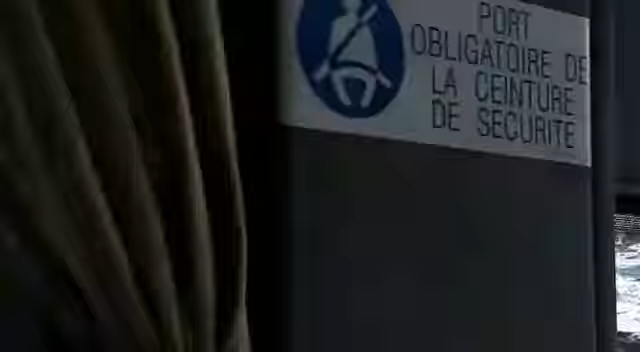 PORT
OBLIGATOIRE DE
LA CEINTURE
DE SECURITE